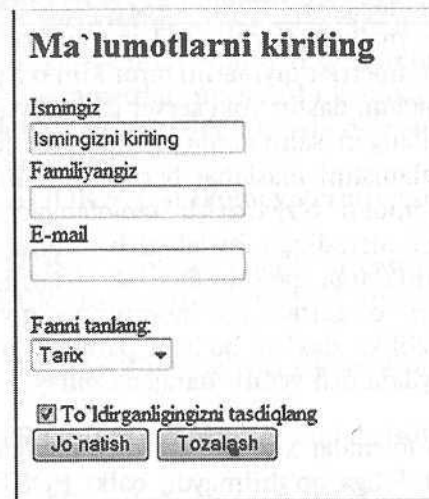 Ma`lumotlarni kiriting
Ismingiz
Ismingizni kiriting
Familiyangiz
E-mail
Fanni tanlang:
Tarix
To`ldirganligingizni tasdiqlang
Jo`natish Tozalash